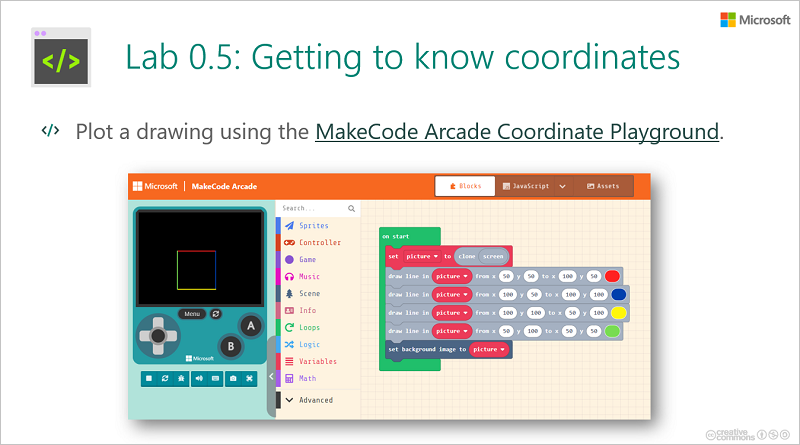 Microsoft
</>
Lab 0.5: Getting to know coordinates
</> Plot a drawing using the MakeCode Arcade Coordinate Playground.
Microsoft | MakeCode Arcade
Blocks
JavaScript
Assets
Menu
A
B
Microsoft
Search...
Sprites
Controller
Game
Music
Scene
Info
Loops
Logic
Variables
Math
Advanced
on start
set picture to clone screen
draw line in picture from x 50 y 50 to x 100 y 50
draw line in picture from x 100 y 50 to x 100 y 100
draw line in picture from x 100 y 100 to x 50 y 100
draw line in picture from x 50 y 100 to x 50 y 50
set background image to picture
creative commons